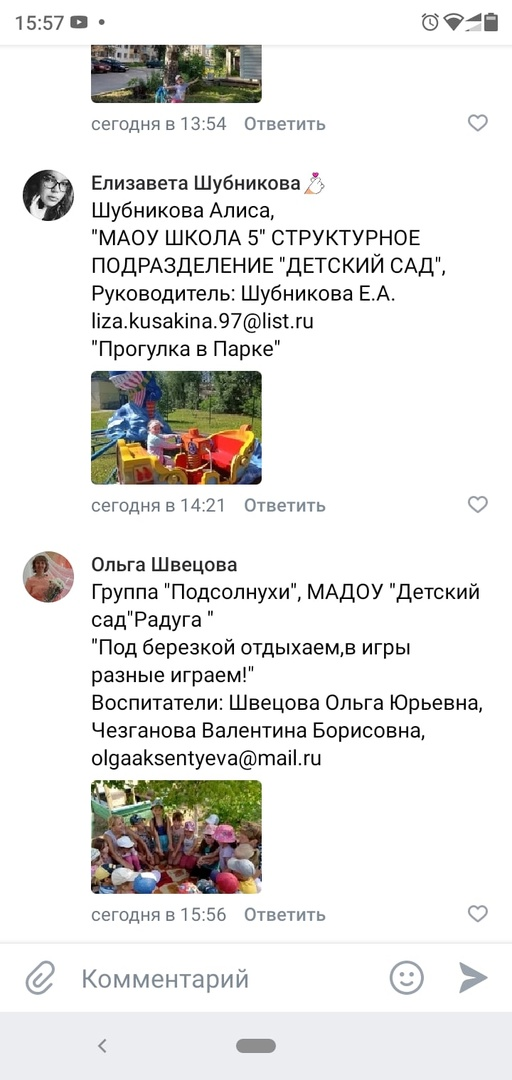 15:57
сегодня в 13:54 Ответить
Елизавета Шубникова
Шубникова Алиса,
"МАОУ ШКОЛА 5" СТРУКТУРНОЕ
ПОДРАЗДЕЛЕНИЕ "ДЕТСКИЙ САД",
Руководитель: Шубникова Е.А.
liza.kusakina.97@list.ru
"Прогулка в Парке"
сегодня в 14:21 Ответить
Ольга Швецова
Группа "Подсолнухи", МАДОУ "Детский
сад"Радуга "
"Под березкой отдыхаем,в игры
разные играем!"
Воспитатели: Швецова Ольга Юрьевна,
Чезганова Валентина Борисовна,
olgaaksentyeva@mail.ru
сегодня в 15:56 Ответить
Комментарий